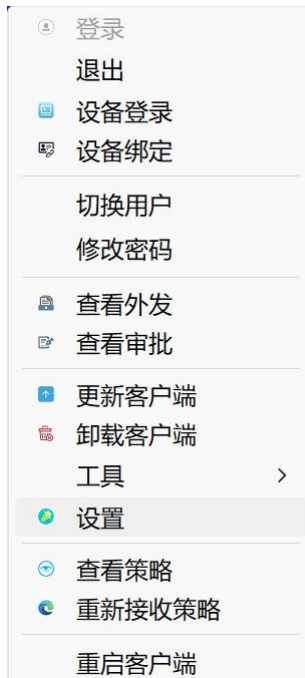 登录
退出
设备登录
设备绑定
切换用户
修改密码
查看外发
查看审批
更新客户端
卸载客户端
工具
设置
查看策略
重新接收策略
重启客户端